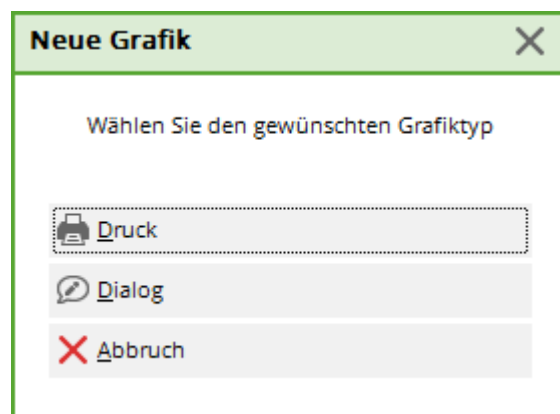 Neue Grafik
Wählen Sie den gewünschten Grafiktyp
Druck
Dialog
Abbruch